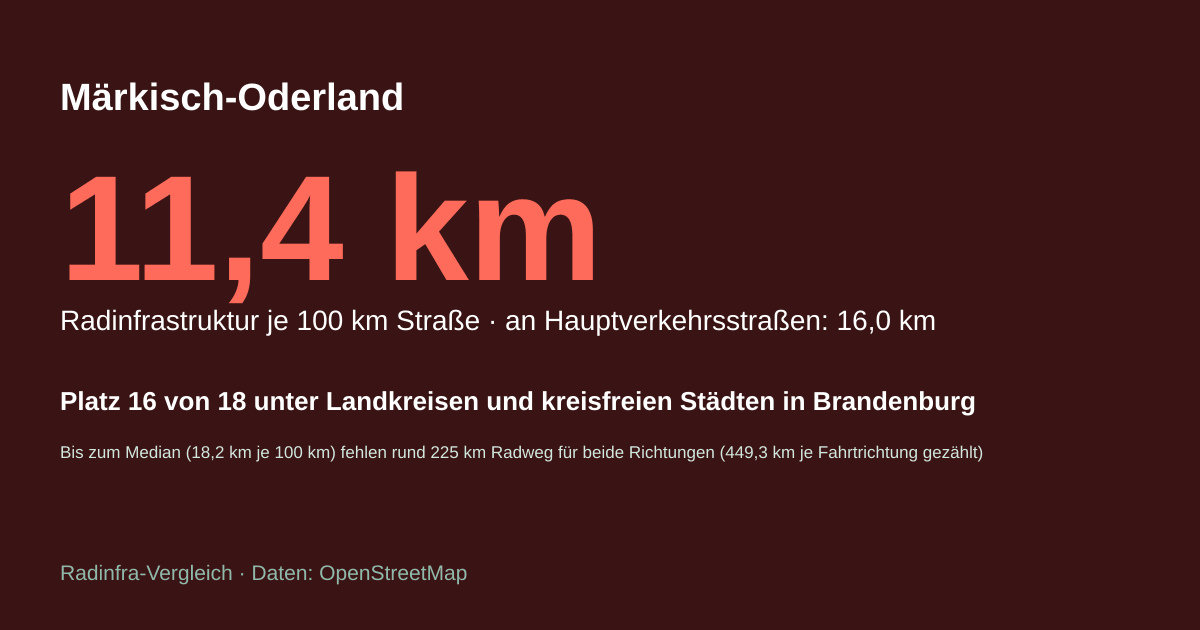 Märkisch-Oderland
11,4 km
Radinfrastruktur je 100 km Straße · an Hauptverkehrsstraßen: 16,0 km
Platz 16 von 18 unter Landkreisen und kreisfreien Städten in Brandenburg
Bis zum Median (18,2 km je 100 km) fehlen rund 225 km Radweg für beide Richtungen (449,3 km je Fahrtrichtung gezählt)
Radinfra-Vergleich · Daten: OpenStreetMap